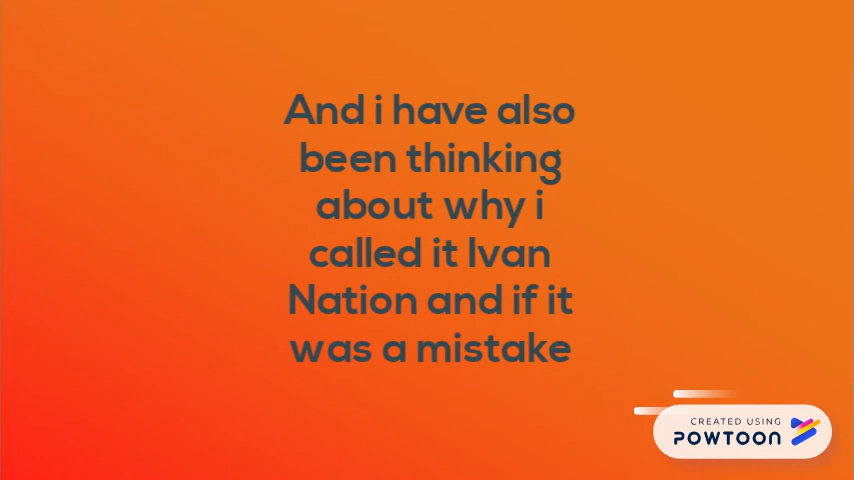 And i have also
been thinking
about why i
called it Ivan
Nation and if it
was a mistake
CREATED USING
POWTOON